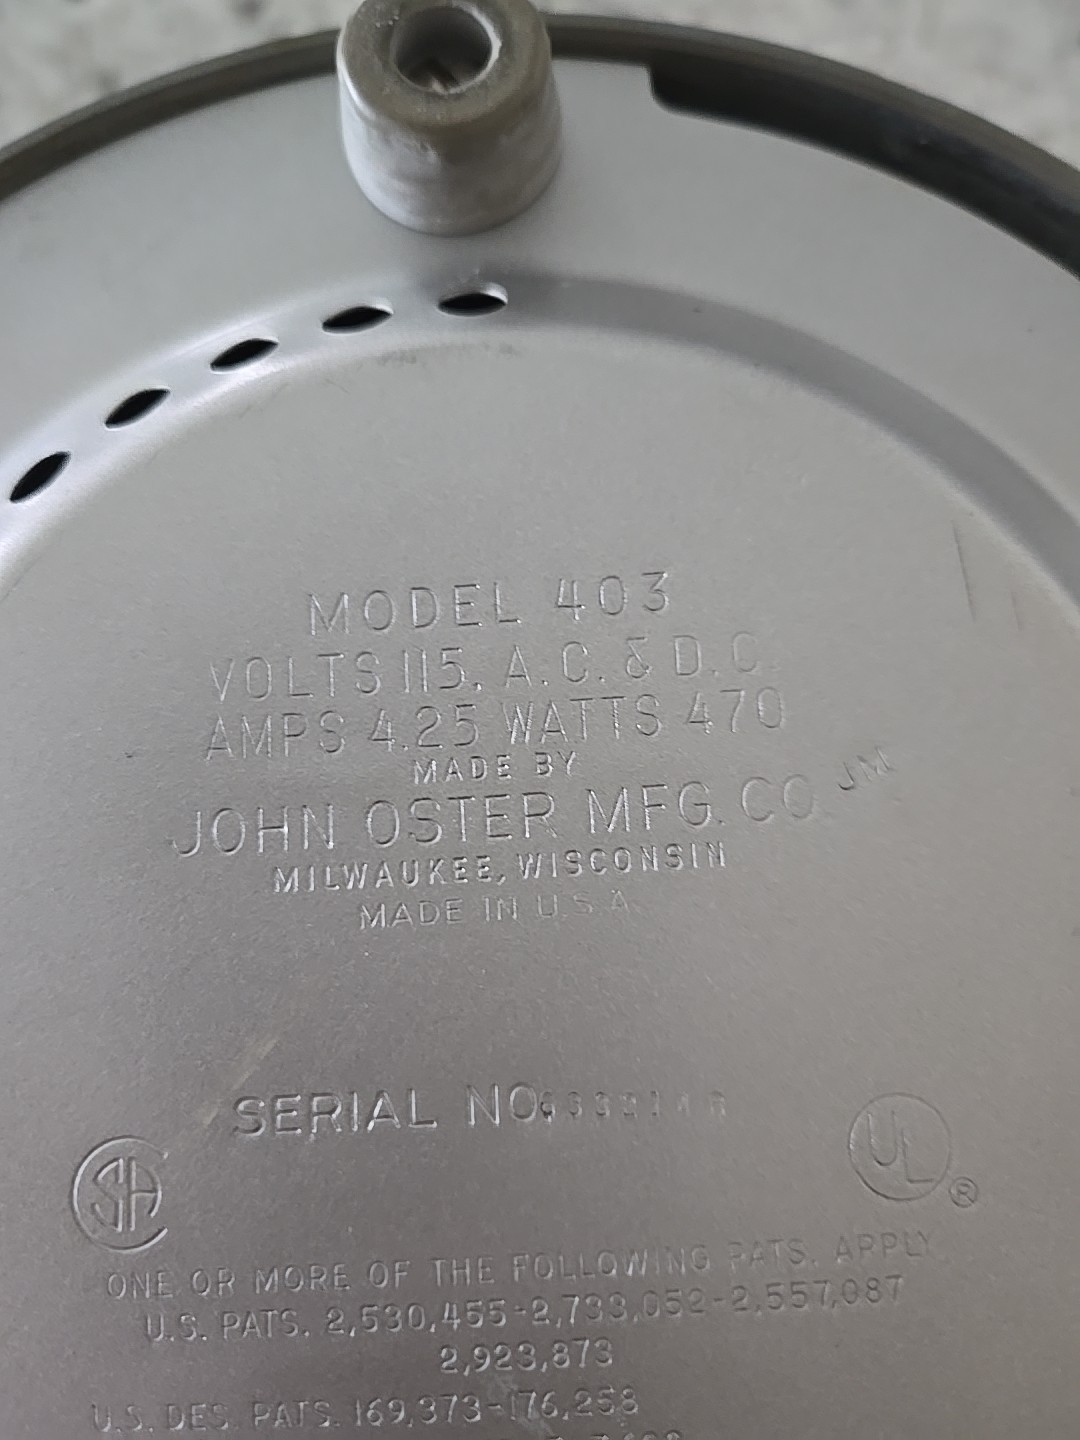 MODEL 403
VOLTS 115. A.C. & D.C.
AMPS 4.25 WATTS 470
MADE BY
JOHN OSTER MFG. CO. JM
MILWAUKEE, WISCONSIN
MADE IN U.S.A.
SERIAL NO.
SA
UL ®
ONE OR MORE OF THE FOLLOWING PATS. APPLY
U.S. PATS. 2,530,455-2,733,052-2,557,087
2,923,873
U.S. DES. PATS. 169,373-176,258